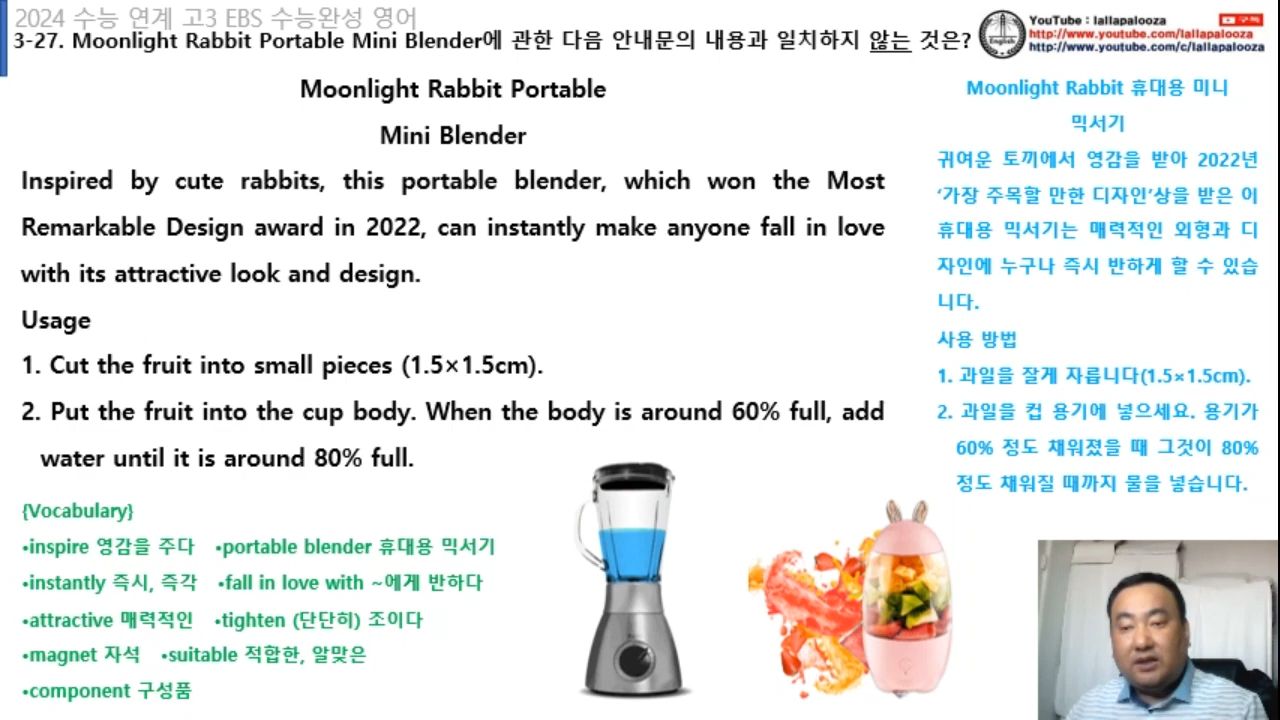 2024 수능 연계 고3 EBS 수능완성 영어
3-27. Moonlight Rabbit Portable Mini Blender에 관한 다음 안내문의 내용과 일치하지 않는 것은?
YouTube : lallapalooza
구독
http://www.youtube.com/lallapalooza
http://www.youtube.com/c/lallapalooza
English
Moonlight Rabbit Portable
Mini Blender
Inspired by cute rabbits, this portable blender, which won the Most
Remarkable Design award in 2022, can instantly make anyone fall in love
with its attractive look and design.
Usage
1. Cut the fruit into small pieces (1.5×1.5cm).
2. Put the fruit into the cup body. When the body is around 60% full, add
water until it is around 80% full.
{Vocabulary}
•inspire 영감을 주다 •portable blender 휴대용 믹서기
•instantly 즉시, 즉각 •fall in love with ~에게 반하다
•attractive 매력적인 •tighten (단단히) 조이다
•magnet 자석 •suitable 적합한, 알맞은
•component 구성품
Moonlight Rabbit 휴대용 미니
믹서기
귀여운 토끼에서 영감을 받아 2022년
‘가장 주목할 만한 디자인’상을 받은 이
휴대용 믹서기는 매력적인 외형과 디
자인에 누구나 즉시 반하게 할 수 있습
니다.
사용 방법
1. 과일을 잘게 자릅니다(1.5×1.5cm).
2. 과일을 컵 용기에 넣으세요. 용기가
60% 정도 채워졌을 때 그것이 80%
정도 채워질 때까지 물을 넣습니다.